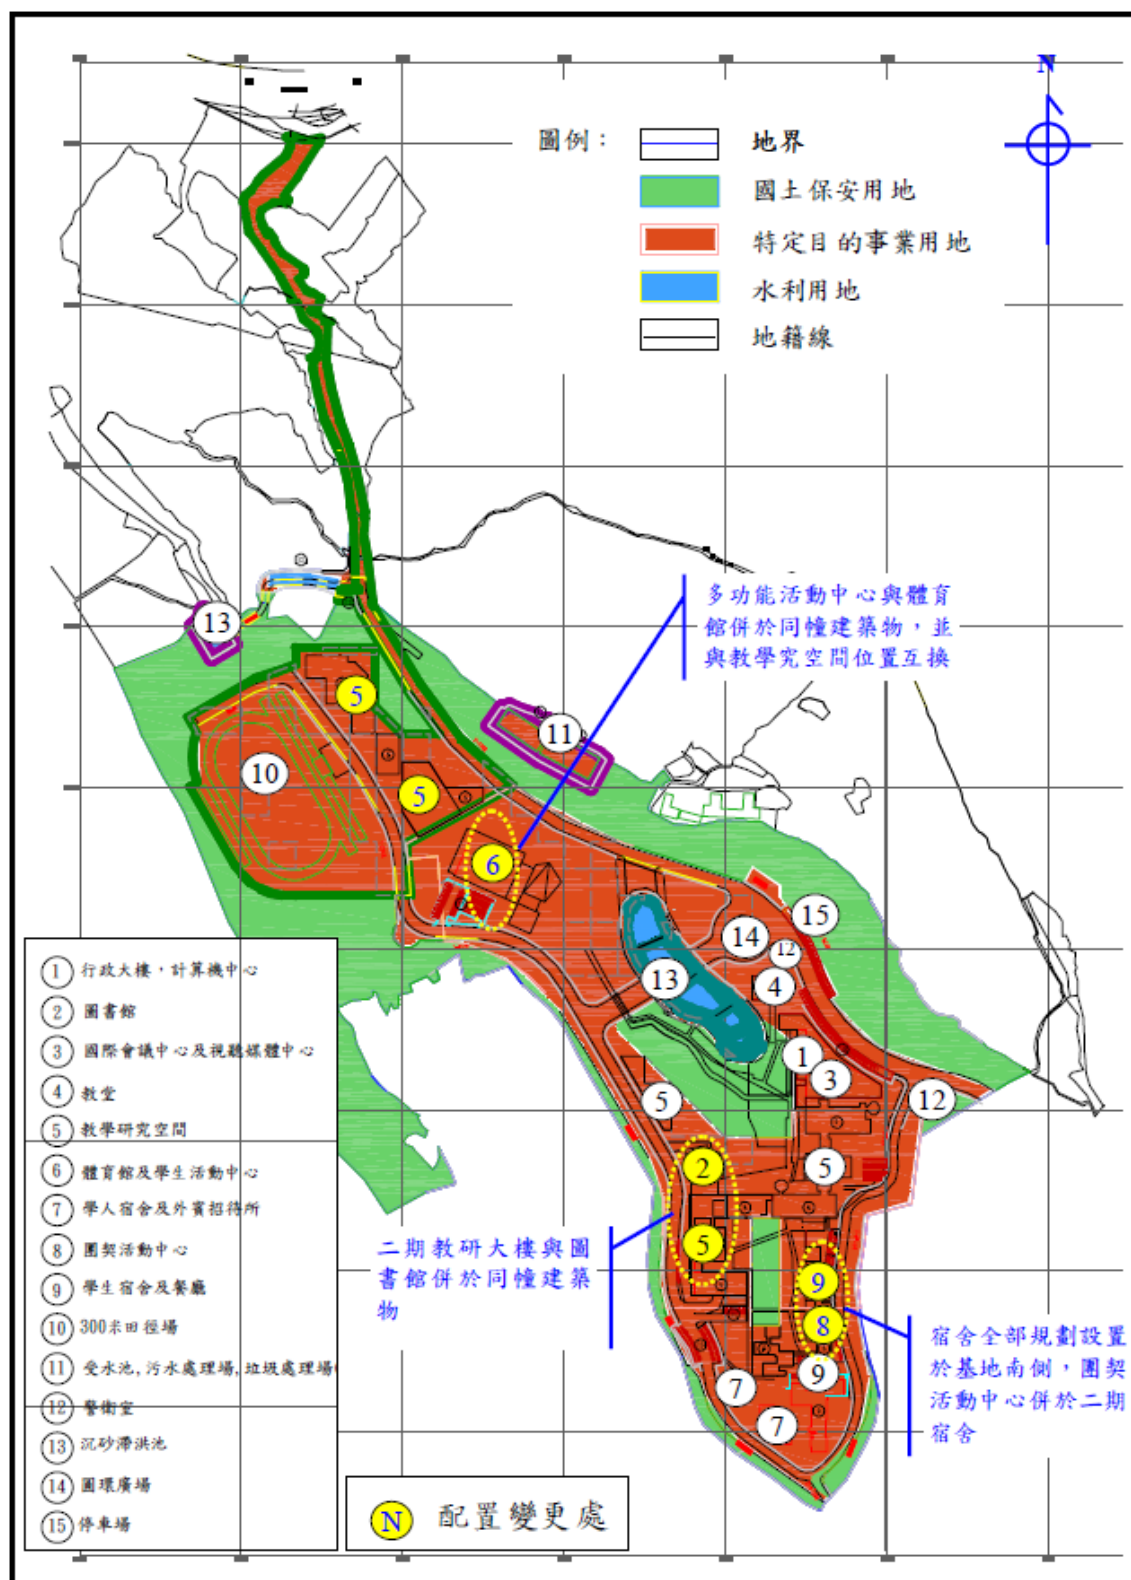 N
圖例：
地界
國土保安用地
特定目的事業用地
水利用地
地籍線
多功能活動中心與體育
館併於同幢建築物，並
與教學究空間位置互換
13
5
11
10
5
6
15
14
12
13
4
1
3
5
12
2
5
5
9
8
9
7
7
二期教研大樓與圖
書館併於同幢建築
物
宿舍全部規劃設置
於基地南側，團契
活動中心併於二期
宿舍
1 行政大樓，計算機中心
2 圖書館
3 國際會議中心及視聽媒體中心
4 教堂
5 教學研究空間
6 體育館及學生活動中心
7 學人宿舍及外賓招待所
8 團契活動中心
9 學生宿舍及餐廳
10 300米田徑場
11 受水池,污水處理場,垃圾處理場
12 警衛室
13 沉砂滯洪池
14 圓環廣場
15 停車場
N 配置變更處